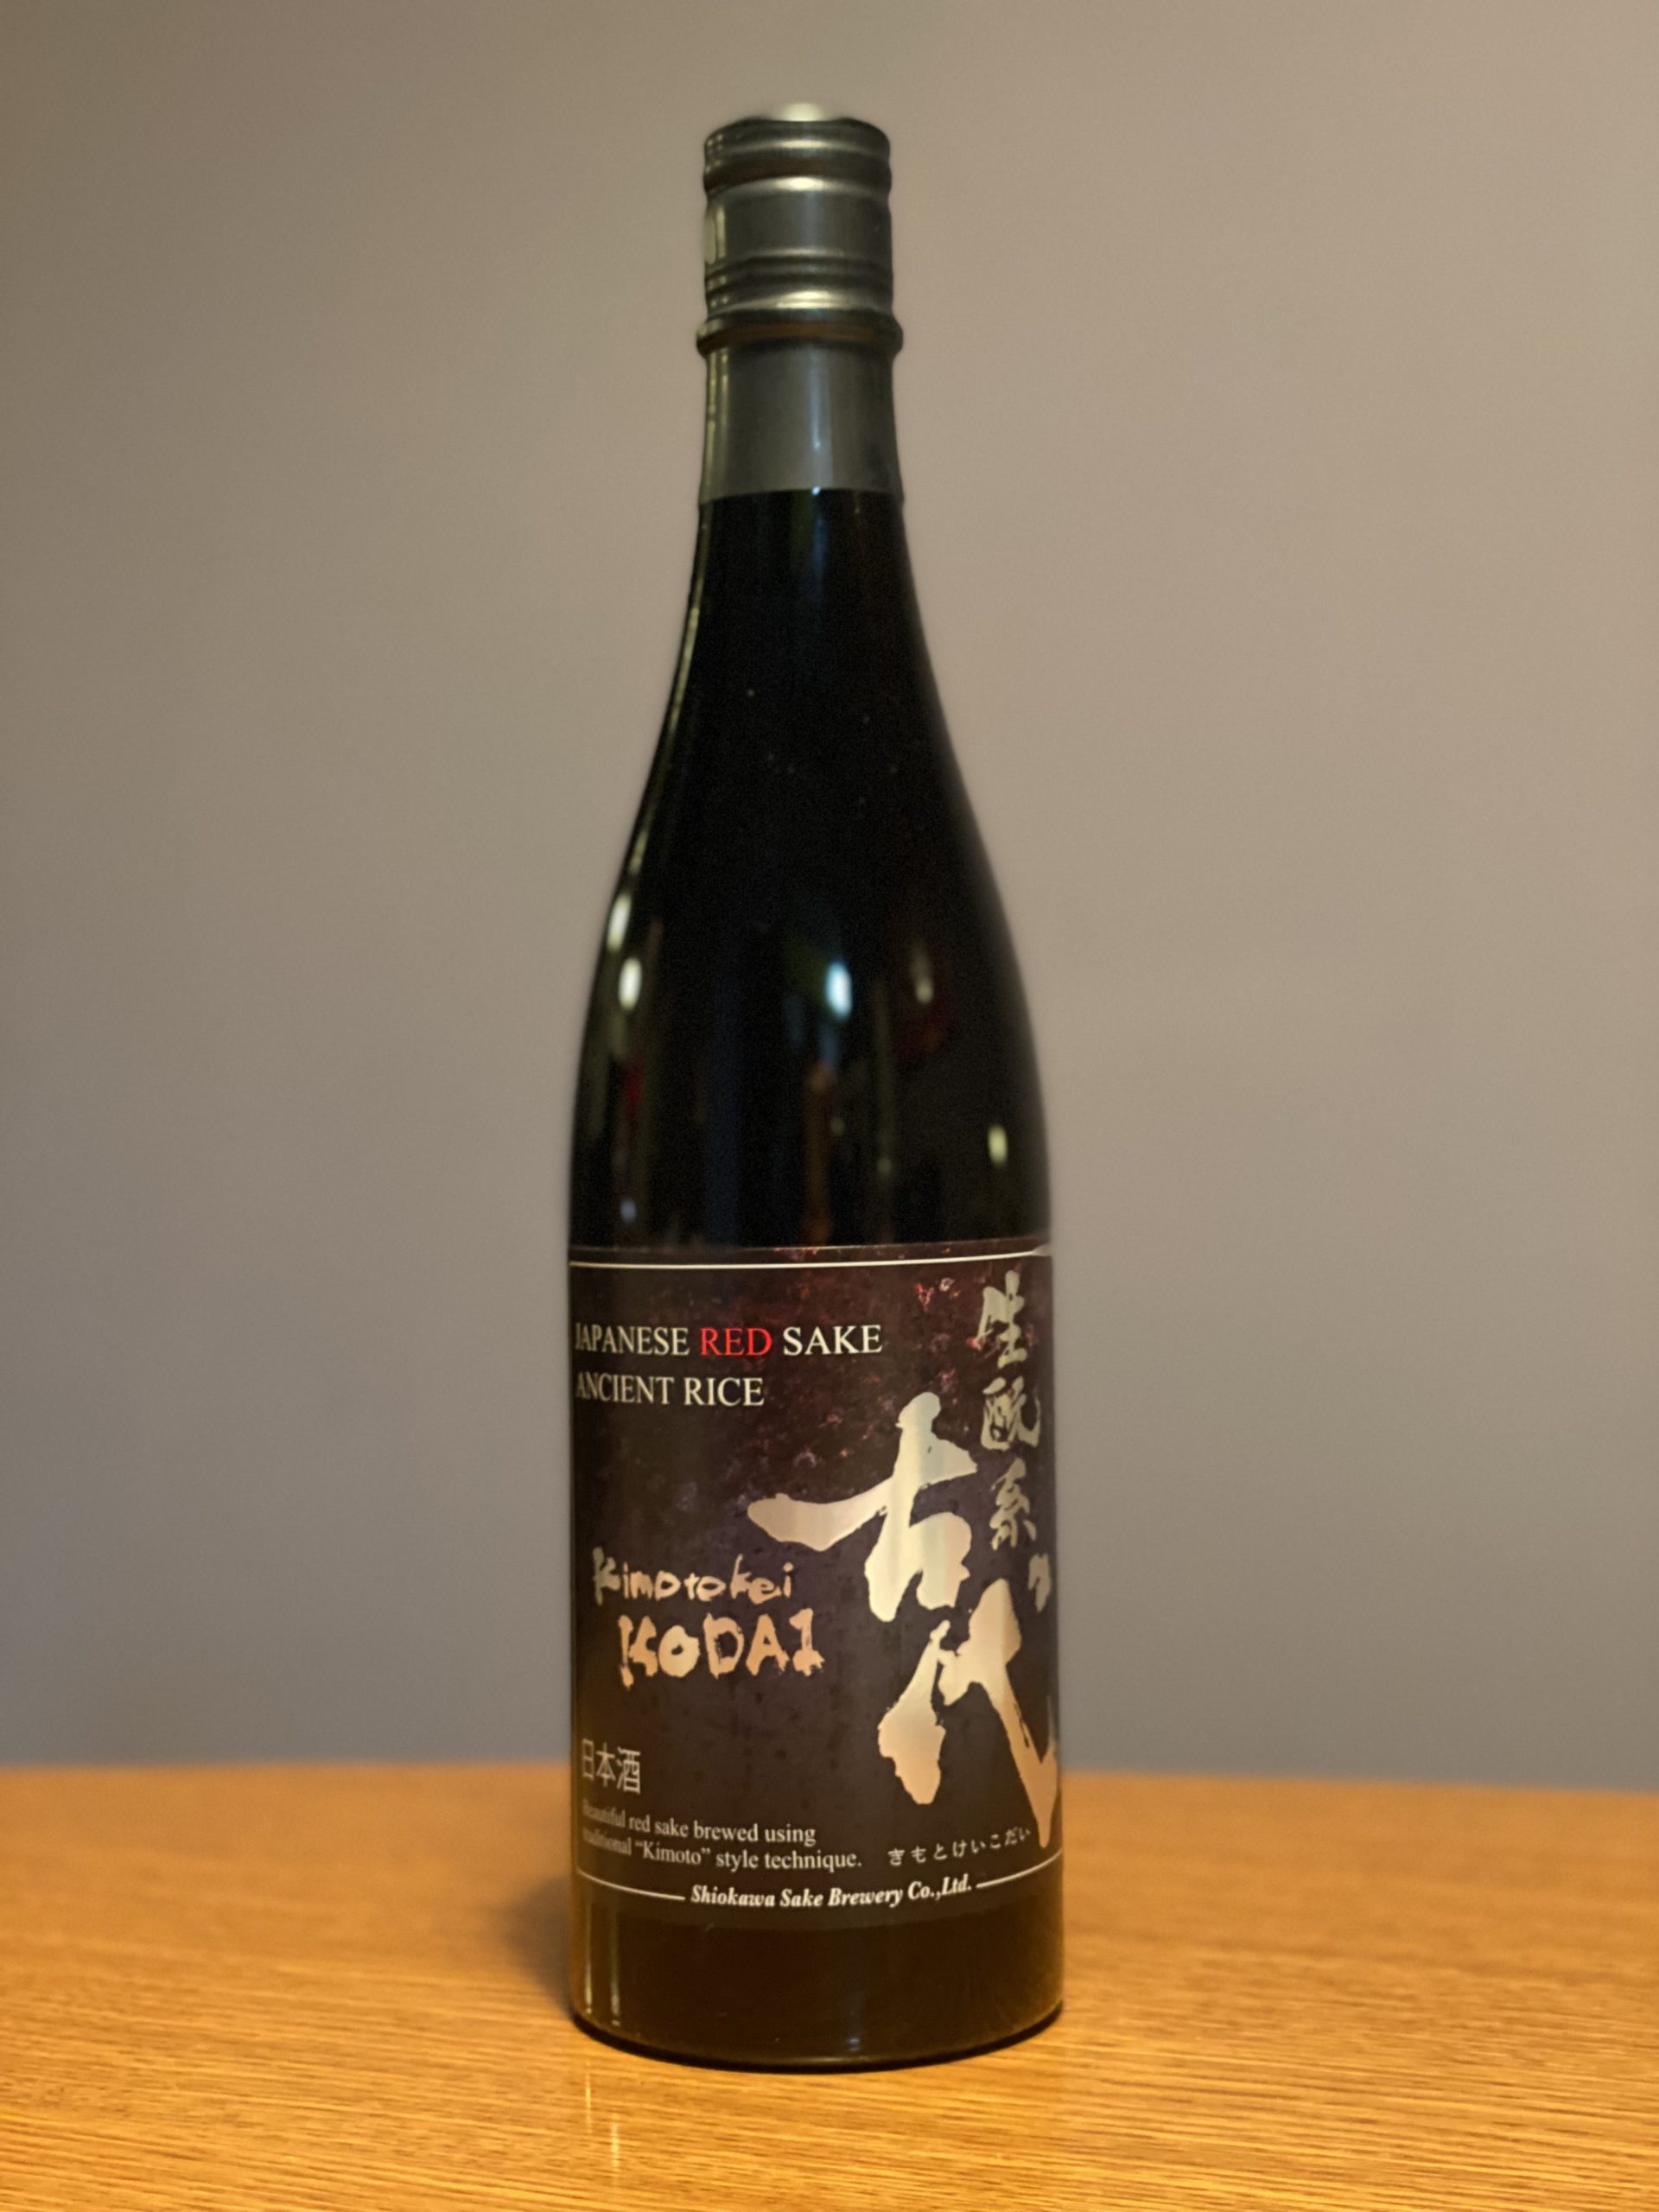 JAPANESE RED SAKE
ANCIENT RICE
生酛系
古代
Kimotokei
KODAI
日本酒
Beautiful red sake brewed using
traditional “Kimoto” style technique.
きもとけいこだい
Shiokawa Sake Brewery Co.,Ltd.